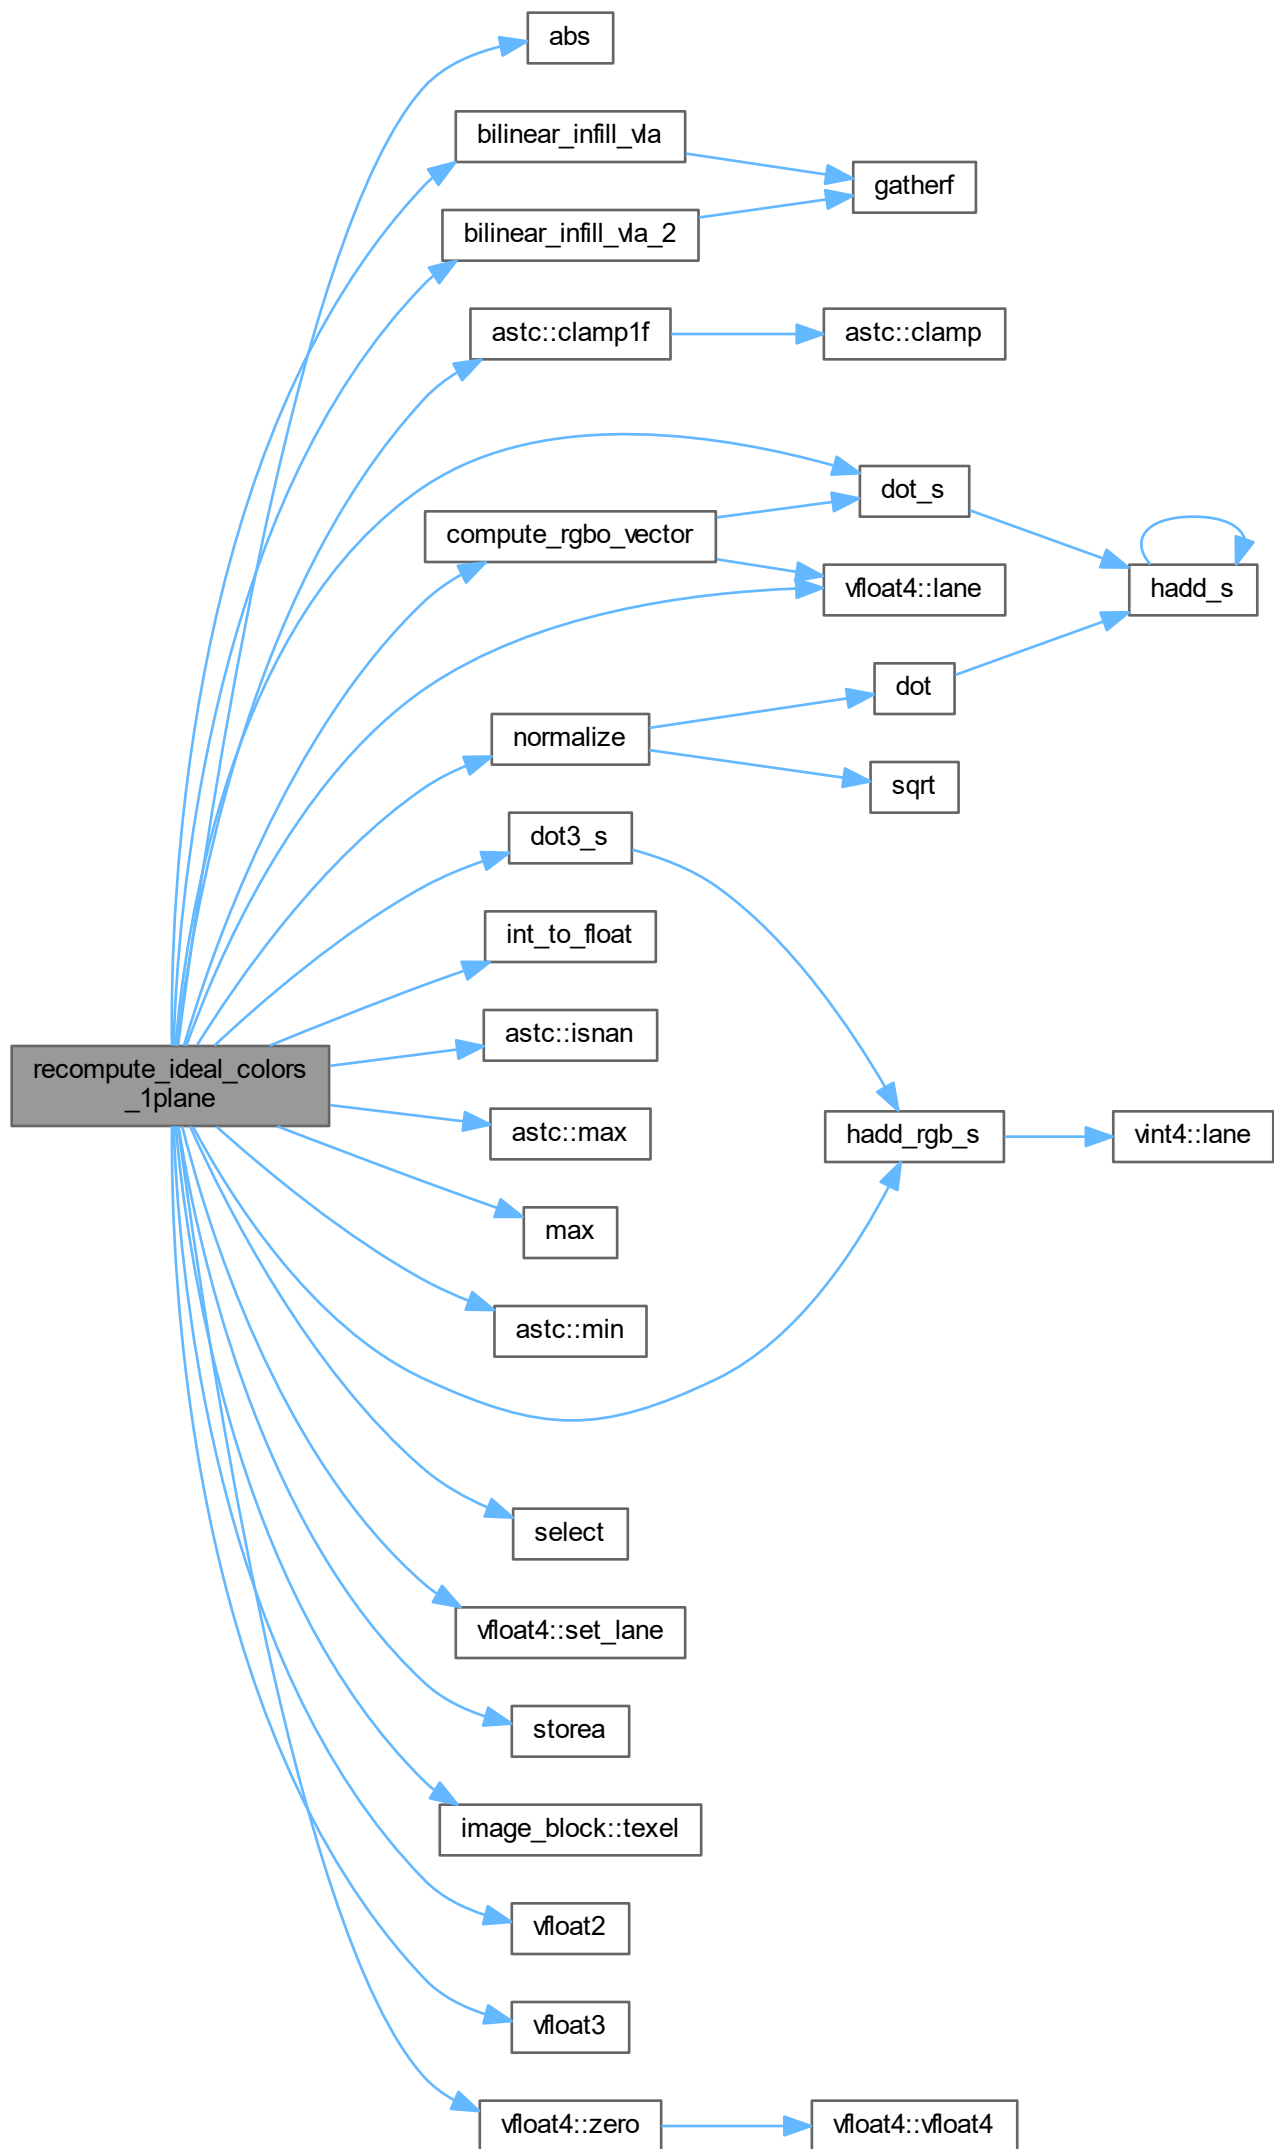 abs
bilinear_infill_vla
gatherf
bilinear_infill_vla_2
astc::clamp1f
astc::clamp
dot_s
compute_rgbo_vector
vfloat4::lane
hadd_s
dot
normalize
sqrt
dot3_s
int_to_float
astc::isnan
recompute_ideal_colors
_1plane
astc::max
hadd_rgb_s
vint4::lane
max
astc::min
select
vfloat4::set_lane
storea
image_block::texel
vfloat2
vfloat3
vfloat4::zero
vfloat4::vfloat4